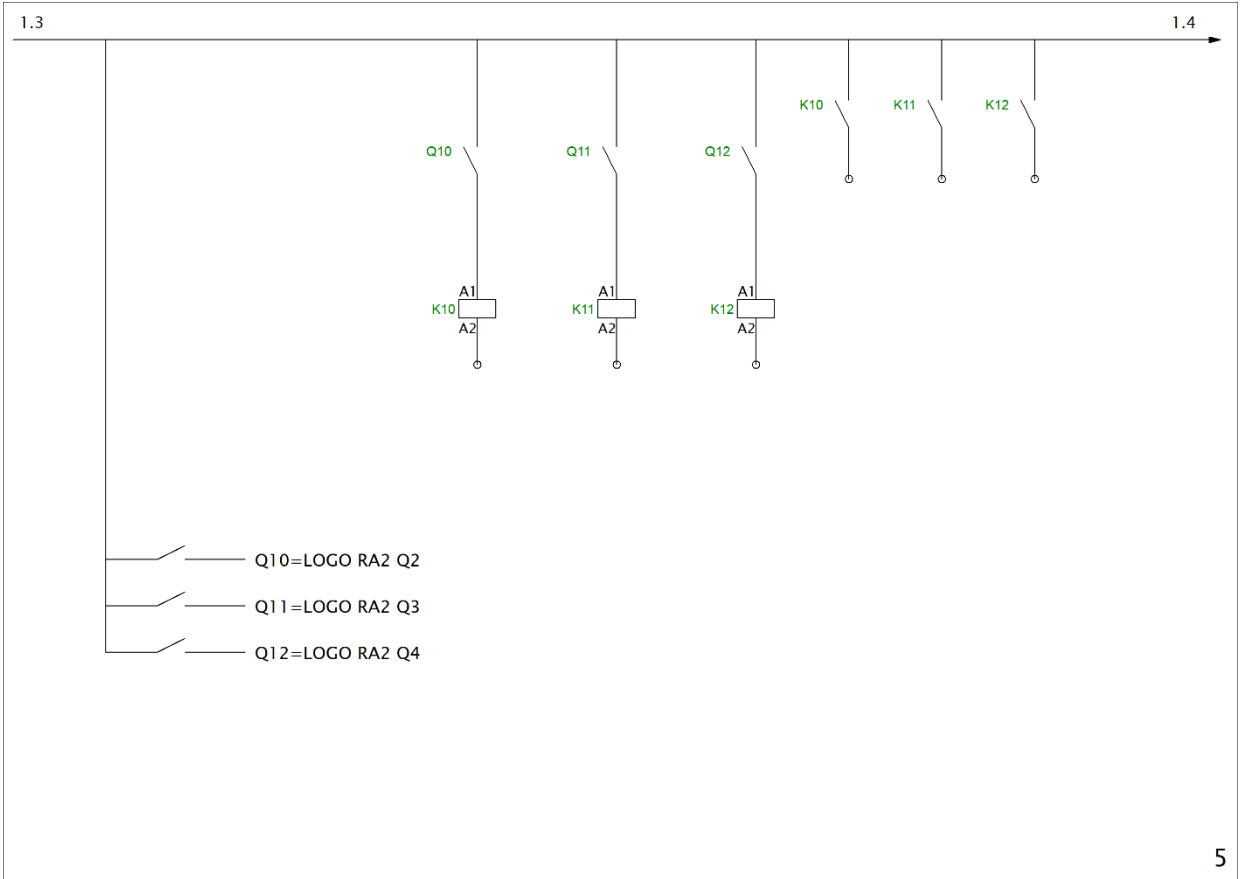 1.3
1.4
K10
K11
K12
Q10
Q11
Q12
A1
A1
A1
K10
K11
K12
A2
A2
A2
Q10=LOGO RA2 Q2
Q11=LOGO RA2 Q3
Q12=LOGO RA2 Q4
5